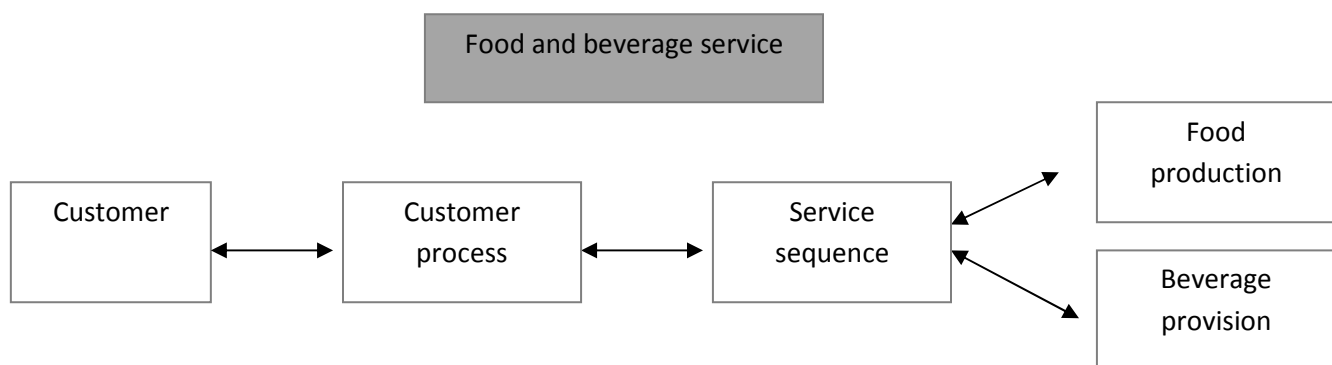 Food and beverage service
Food
production
Customer
Customer
process
Service
sequence
Beverage
provision